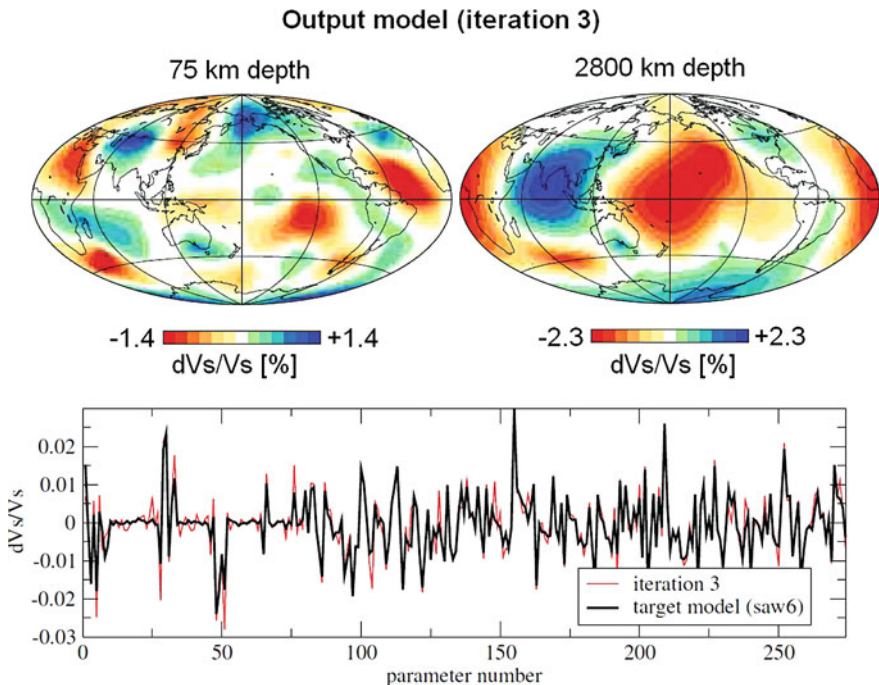 Output model (iteration 3)
75 km depth
2800 km depth
-1.4 +1.4
dVs/Vs [%]
-2.3 +2.3
dVs/Vs [%]
0.02
0.01
0
-0.01
-0.02
-0.03
dVs/Vs
iteration 3
target model (saw6)
0 50 100 150 200 250
parameter number